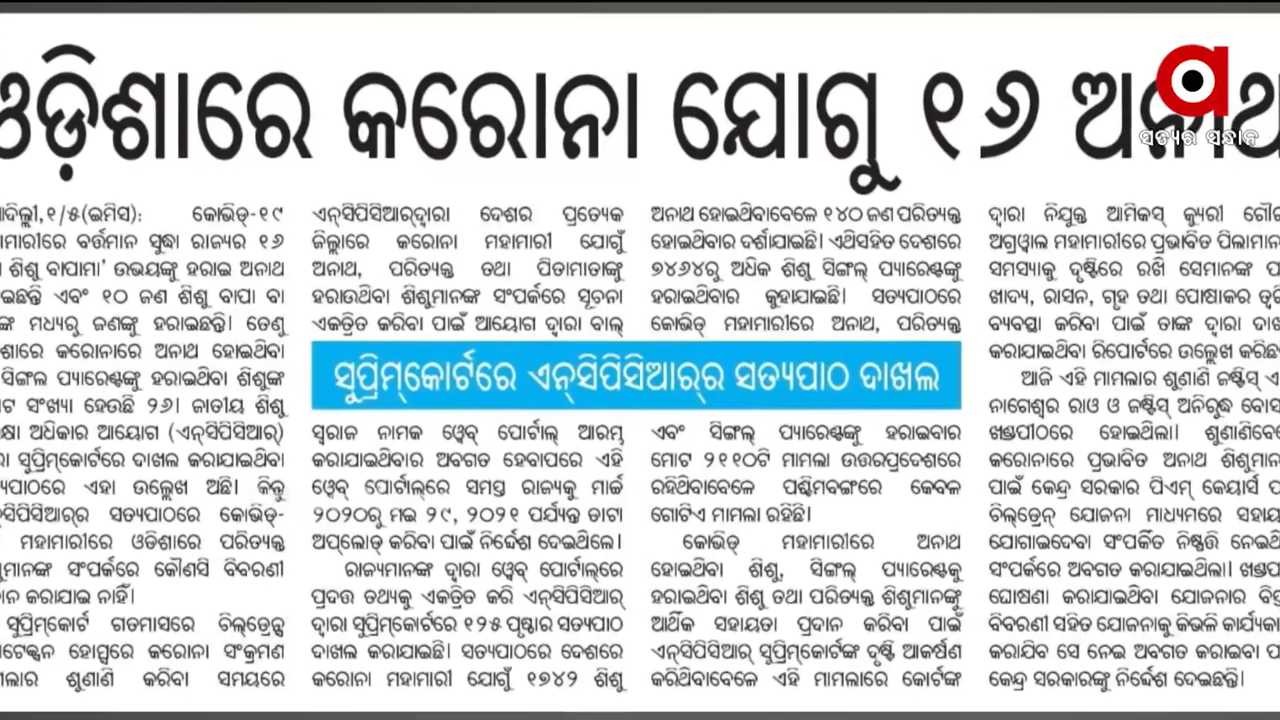 ଓଡ଼ିଶାରେ କରୋନା ଯୋଗୁ ୧୬ ଅନାଥ
ସତ୍ୟର ସନ୍ଧାନ
୧/୫(ଇମିସ): କୋଭିଡ୍-୧୯
ବର୍ତ୍ତମାନ ସୁଦ୍ଧା ରାଜ୍ୟର ୧୬
ଶିଶୁ ବାପାମା' ଉଭୟଙ୍କୁ ହରାଇ ଅନାଥ
ଏବଂ ୧୦ ଜଣ ଶିଶୁ ବାପା ବା
ମଧ୍ୟରୁ ଜଣଙ୍କୁ ହରାଇଛନ୍ତି। ତେଣୁ
କରୋନାରେ ଅନାଥ ହୋଇଥିବା
ସିଙ୍ଗଲ ପ୍ୟାରେଣ୍ଟଙ୍କୁ ହରାଇଥିବା ଶିଶୁଙ୍କ
ସଂଖ୍ୟା ହେଉଛି ୨୬। ଜାତୀୟ ଶିଶୁ
ଅଧିକାର ଆୟୋଗ (ଏନ୍‌ସିପିସିଆର)
ସୁପ୍ରିମ୍‌କୋର୍ଟରେ ଦାଖଲ କରାଯାଇଥିବା
ଏହା ଉଲ୍ଲେଖ ଅଛି। କିନ୍ତୁ
ସତ୍ୟପାଠରେ କୋଭିଡ୍-
ମହାମାରୀରେ ଓଡିଶାରେ ପରିତ୍ୟକ୍ତ
ସଂପର୍କରେ କୌଣସି ବିବରଣୀ
କରାଯାଇ ନାହିଁ।
ସୁପ୍ରିମ୍‌କୋର୍ଟ ଗତମାସରେ ଚିଲ୍‌ଡ୍ରେନ୍ସ
ହୋମ୍ସରେ କରୋନା ସଂକ୍ରମଣ
ଶୁଣାଣି କରିବା ସମୟରେ
ଏନ୍‌ସିପିସିଆର୍‌ଦ୍ୱାରା ଦେଶର ପ୍ରତ୍ୟେକ
ଜିଲ୍ଲାରେ କରୋନା ମହାମାରୀ ଯୋଗୁଁ
ଅନାଥ, ପରିତ୍ୟକ୍ତ ତଥା ପିତାମାତାଙ୍କୁ
ହରାଉଥିବା ଶିଶୁମାନଙ୍କ ସଂପର୍କରେ ସୂଚନା
ଏକତ୍ରିତ କରିବା ପାଇଁ ଆୟୋଗ ଦ୍ୱାରା ବାଲ୍
ଅନାଥ ହୋଇଥିବାବେଳେ ୧୪୦ ଜଣ ପରିତ୍ୟକ୍ତ
ହୋଇଥିବାର ଦର୍ଶାଯାଇଛି। ଏଥିସହିତ ଦେଶରେ
୭୪୬୪ରୁ ଅଧିକ ଶିଶୁ ସିଙ୍ଗଲ୍ ପ୍ୟାରେଣ୍ଟଙ୍କୁ
ହରାଇଥିବାର କୁହାଯାଇଛି। ସତ୍ୟପାଠରେ
କୋଭିଡ୍ ମହାମାରୀରେ ଅନାଥ, ପରିତ୍ୟକ୍ତ
ସୁପ୍ରିମ୍‌କୋର୍ଟରେ ଏନ୍‌ସିପିସିଆର୍‌ର ସତ୍ୟପାଠ ଦାଖଲ
ସ୍ୱରାଜ ନାମକ ୱେବ୍ ପୋର୍ଟାଲ୍ ଆରମ୍ଭ
କରାଯାଇଥିବାର ଅବଗତ ହେବାପରେ ଏହି
ୱେବ୍ ପୋର୍ଟାଲ୍‌ରେ ସମସ୍ତ ରାଜ୍ୟକୁ ମାର୍ଚ୍ଚ
୨୦୨୦ରୁ ମଇ ୨୯, ୨୦୨୧ ପର୍ଯ୍ୟନ୍ତ ଡାଟା
ଅପ୍‌ଲୋଡ୍ କରିବା ପାଇଁ ନିର୍ଦ୍ଦେଶ ଦେଇଥିଲେ।
ରାଜ୍ୟମାନଙ୍କ ଦ୍ୱାରା ୱେବ୍ ପୋର୍ଟାଲ୍‌ରେ
ପ୍ରଦତ୍ତ ତଥ୍ୟକୁ ଏକତ୍ରିତ କରି ଏନ୍‌ସିପିସିଆର୍
ଦ୍ୱାରା ସୁପ୍ରିମ୍‌କୋର୍ଟରେ ୧୨୫ ପୃଷ୍ଠାର ସତ୍ୟପାଠ
ଦାଖଲ କରାଯାଇଛି। ସତ୍ୟପାଠରେ ଦେଶରେ
କରୋନା ମହାମାରୀ ଯୋଗୁଁ ୧୭୪୨ ଶିଶୁ
ଏବଂ ସିଙ୍ଗଲ୍ ପ୍ୟାରେଣ୍ଟଙ୍କୁ ହରାଇବାର
ମୋଟ ୨୧୧୦ଟି ମାମଲା ଉତ୍ତରପ୍ରଦେଶରେ
ରହିଥିବାବେଳେ ପଶ୍ଚିମବଙ୍ଗରେ କେବଳ
ଗୋଟିଏ ମାମଲା ରହିଛି।
କୋଭିଡ୍ ମହାମାରୀରେ ଅନାଥ
ହୋଇଥିବା ଶିଶୁ, ସିଙ୍ଗଲ୍ ପ୍ୟାରେଣ୍ଟକୁ
ହରାଇଥିବା ଶିଶୁ ତଥା ପରିତ୍ୟକ୍ତ ଶିଶୁମାନଙ୍କୁ
ଆର୍ଥିକ ସହାୟତା ପ୍ରଦାନ କରିବା ପାଇଁ
ଏନ୍‌ସିପିସିଆର୍ ସୁପ୍ରିମ୍‌କୋର୍ଟଙ୍କ ଦୃଷ୍ଟି ଆକର୍ଷଣ
କରିଥିବାବେଳେ ଏହି ମାମଲାରେ କୋର୍ଟଙ୍କ
ଦ୍ୱାରା ନିଯୁକ୍ତ ଆମିକସ୍ କ୍ୟୁରୀ
ଅଗ୍ରୱାଲ ମହାମାରୀରେ ପ୍ରଭାବିତ ପିଲାମାନ
ସମସ୍ୟାକୁ ଦୃଷ୍ଟିରେ ରଖି ସେମାନଙ୍କ
ଖାଦ୍ୟ, ରାସନ, ଗୃହ ତଥା ପୋଷାକର
ବ୍ୟବସ୍ଥା କରିବା ପାଇଁ ତାଙ୍କ ଦ୍ୱାରା
କରାଯାଇଥିବା ରିପୋର୍ଟରେ ଉଲ୍ଲେଖ
ଆଜି ଏହି ମାମଲାର ଶୁଣାଣି ଜଷ୍ଟିସ୍
ନାଗେଶ୍ୱର ରାଓ ଓ ଜଷ୍ଟିସ୍ ଅନିରୁଦ୍ଧ
ଖଣ୍ଡପୀଠରେ ହୋଇଥିଲା।
କରୋନାରେ ପ୍ରଭାବିତ ଅନାଥ
ପାଇଁ କେନ୍ଦ୍ର ସରକାର ପିଏମ୍ କେୟାର୍ସ
ଚିଲ୍‌ଡ୍ରେନ୍ ଯୋଜନା ମାଧ୍ୟମରେ
ଯୋଗାଇଦେବା ସଂପର୍କିତ ନିଷ୍ପତ୍ତି
ସଂପର୍କରେ ଅବଗତ କରାଯାଇଥିଲା।
ଘୋଷଣା କରାଯାଇଥିବା ଯୋଜନାର
ବିବରଣୀ ସହିତ ଯୋଜନାକୁ କିଭଳି
କରାଯିବ ସେ ନେଇ ଅବଗତ କରାଇବା
କେନ୍ଦ୍ର ସରକାରଙ୍କୁ ନିର୍ଦ୍ଦେଶ ଦେଇଛନ୍ତି।